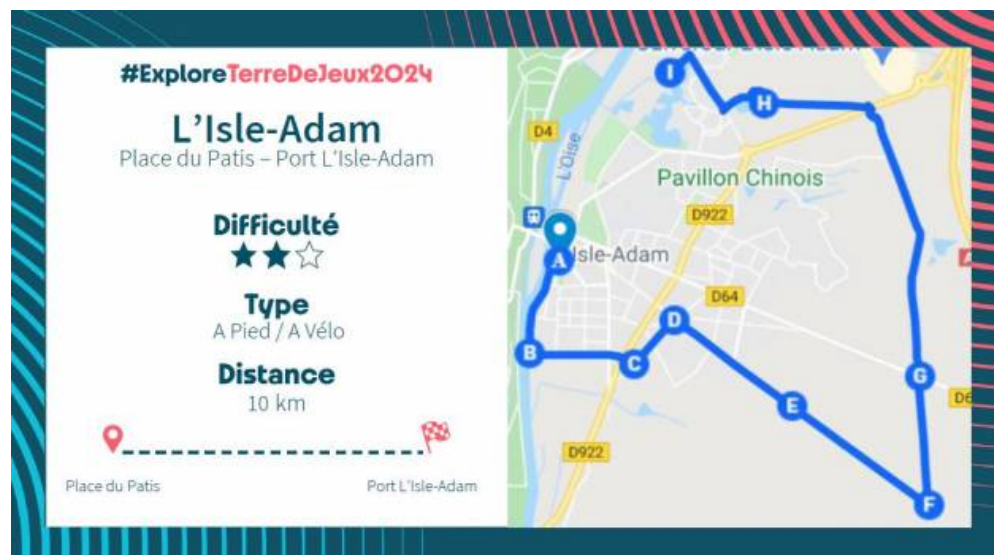 #ExploreTerreDeJeux2024
L'Isle-Adam
Place du Patis – Port L'Isle-Adam
Difficulté
Type
A Pied / A Vélo
Distance
10 km
Place du Patis
Port L'Isle-Adam
I
H
D4
L'Oise
Pavillon Chinois
D922
A
Isle-Adam
D64
D
B
C
G
E
D922
F